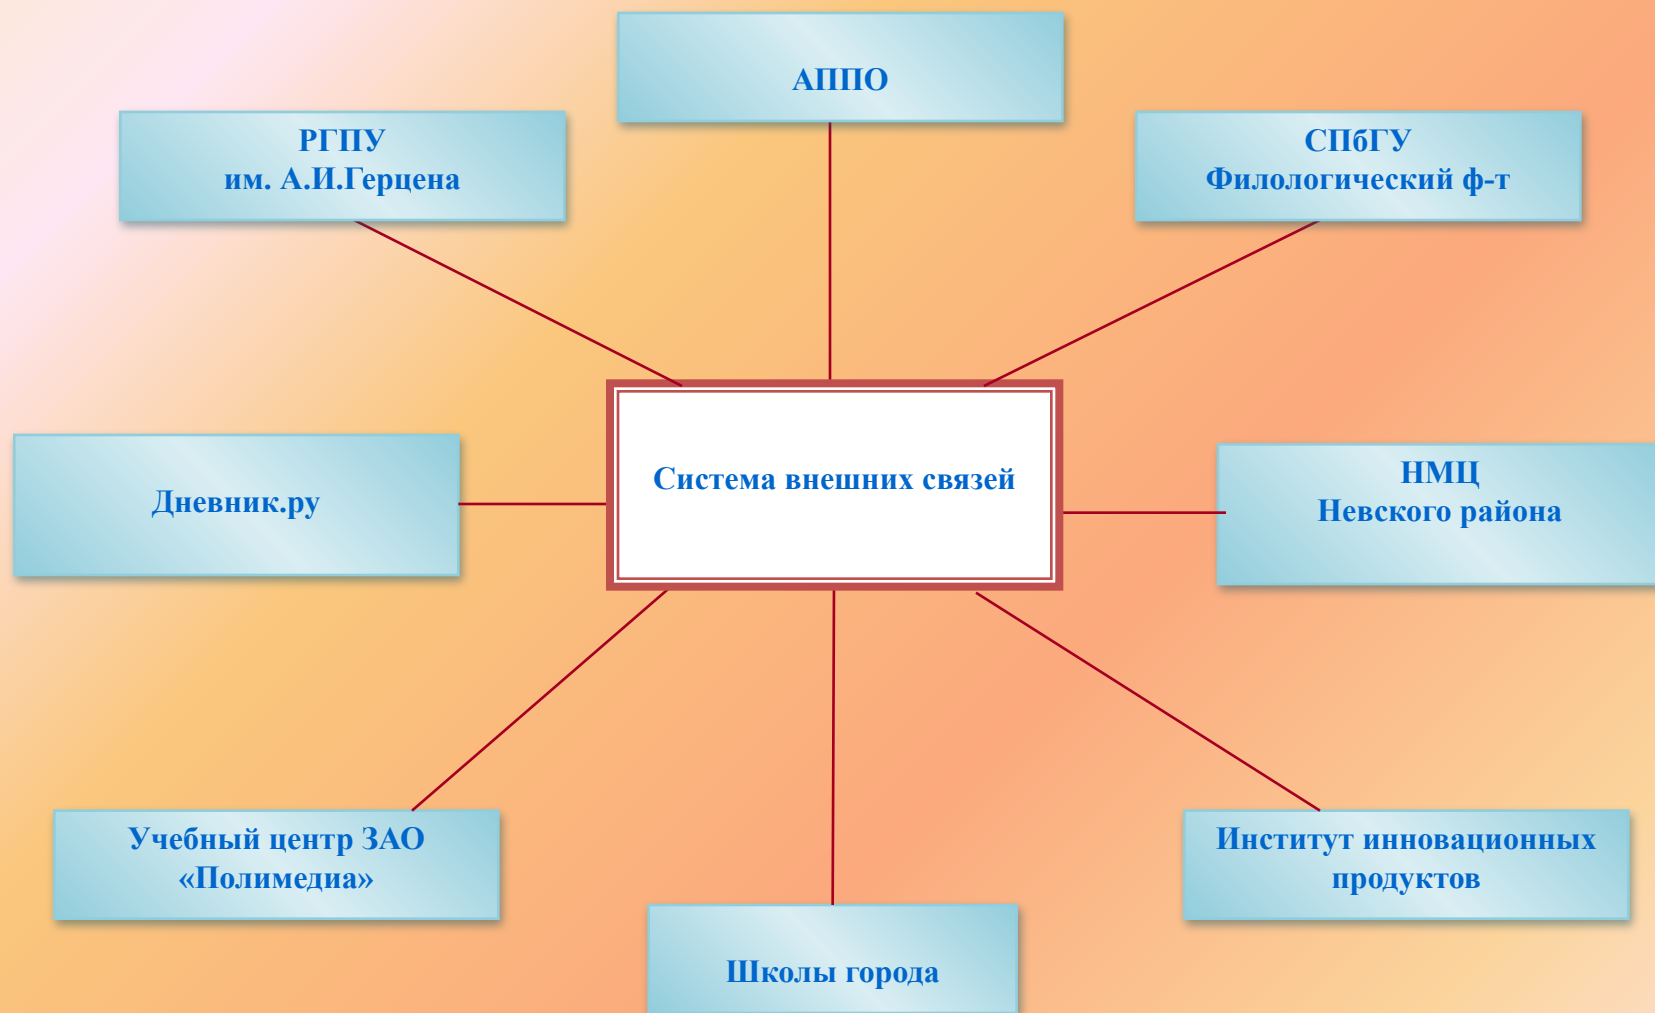 АППО
РГПУ
им. А.И.Герцена
СПбГУ
Филологический ф-т
Система внешних связей
Дневник.ру
НМЦ
Невского района
Учебный центр ЗАО
«Полимедиа»
Институт инновационных
продуктов
Школы города